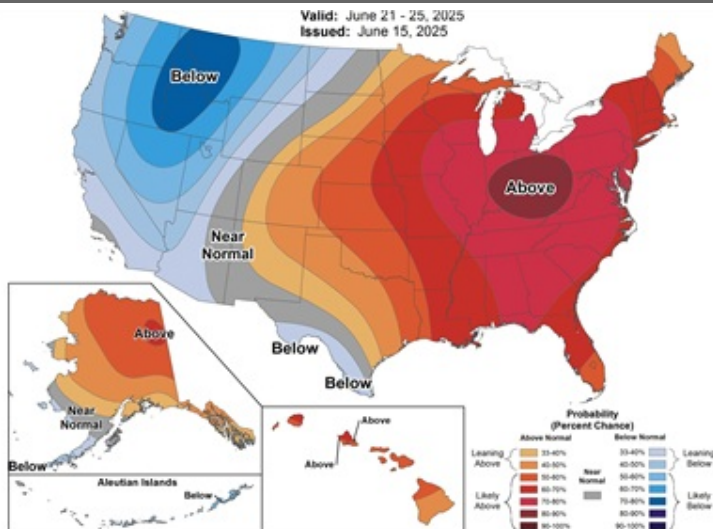 Valid: June 21 - 25, 2025
Issued: June 15, 2025
Below
Above
Near
Normal
Below
Below
Above
Near
Normal
Below
Aleutian Islands
Below
Above
Above
Probability
(Percent Chance)
Above Normal
Below Normal
Leaning
Above
33-40%
40-50%
Likely
Above
50-60%
60-70%
70-80%
80-90%
90-100%
Near
Normal
33-40%
40-50%
Leaning
Below
50-60%
60-70%
70-80%
80-90%
90-100%
Likely
Below